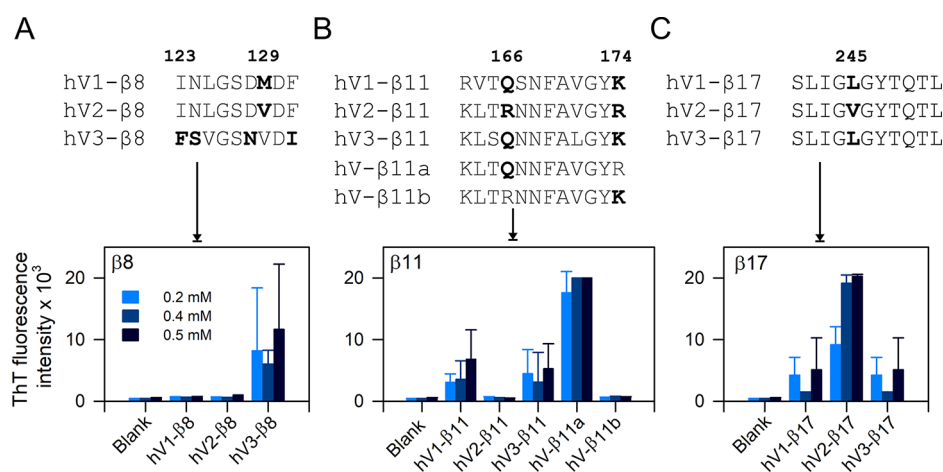 A
123 129
hV1-β8 INLGSDMDF
hV2-β8 INLGSDVDF
hV3-β8 FSVGSNVDI
B
166 174
hV1-β11 RVTQSNFAVGYK
hV2-β11 KLTRNNFAVGYR
hV3-β11 KLSQNNFALGYK
hV-β11a KLTQNNFAVGYR
hV-β11b KLTRNNFAVGYK
C
245
hV1-β17 SLIGLGYTQTL
hV2-β17 SLIGVGYTQTL
hV3-β17 SLIGLGYTQTL
ThT fluorescence
intensity x 10³
20
10
0
β8
0.2 mM
0.4 mM
0.5 mM
Blank
hV1-β8
hV2-β8
hV3-β8
20
10
0
β11
Blank
hV1-β11
hV2-β11
hV3-β11
hV-β11a
hV-β11b
20
10
0
β17
Blank
hV1-β17
hV2-β17
hV3-β17